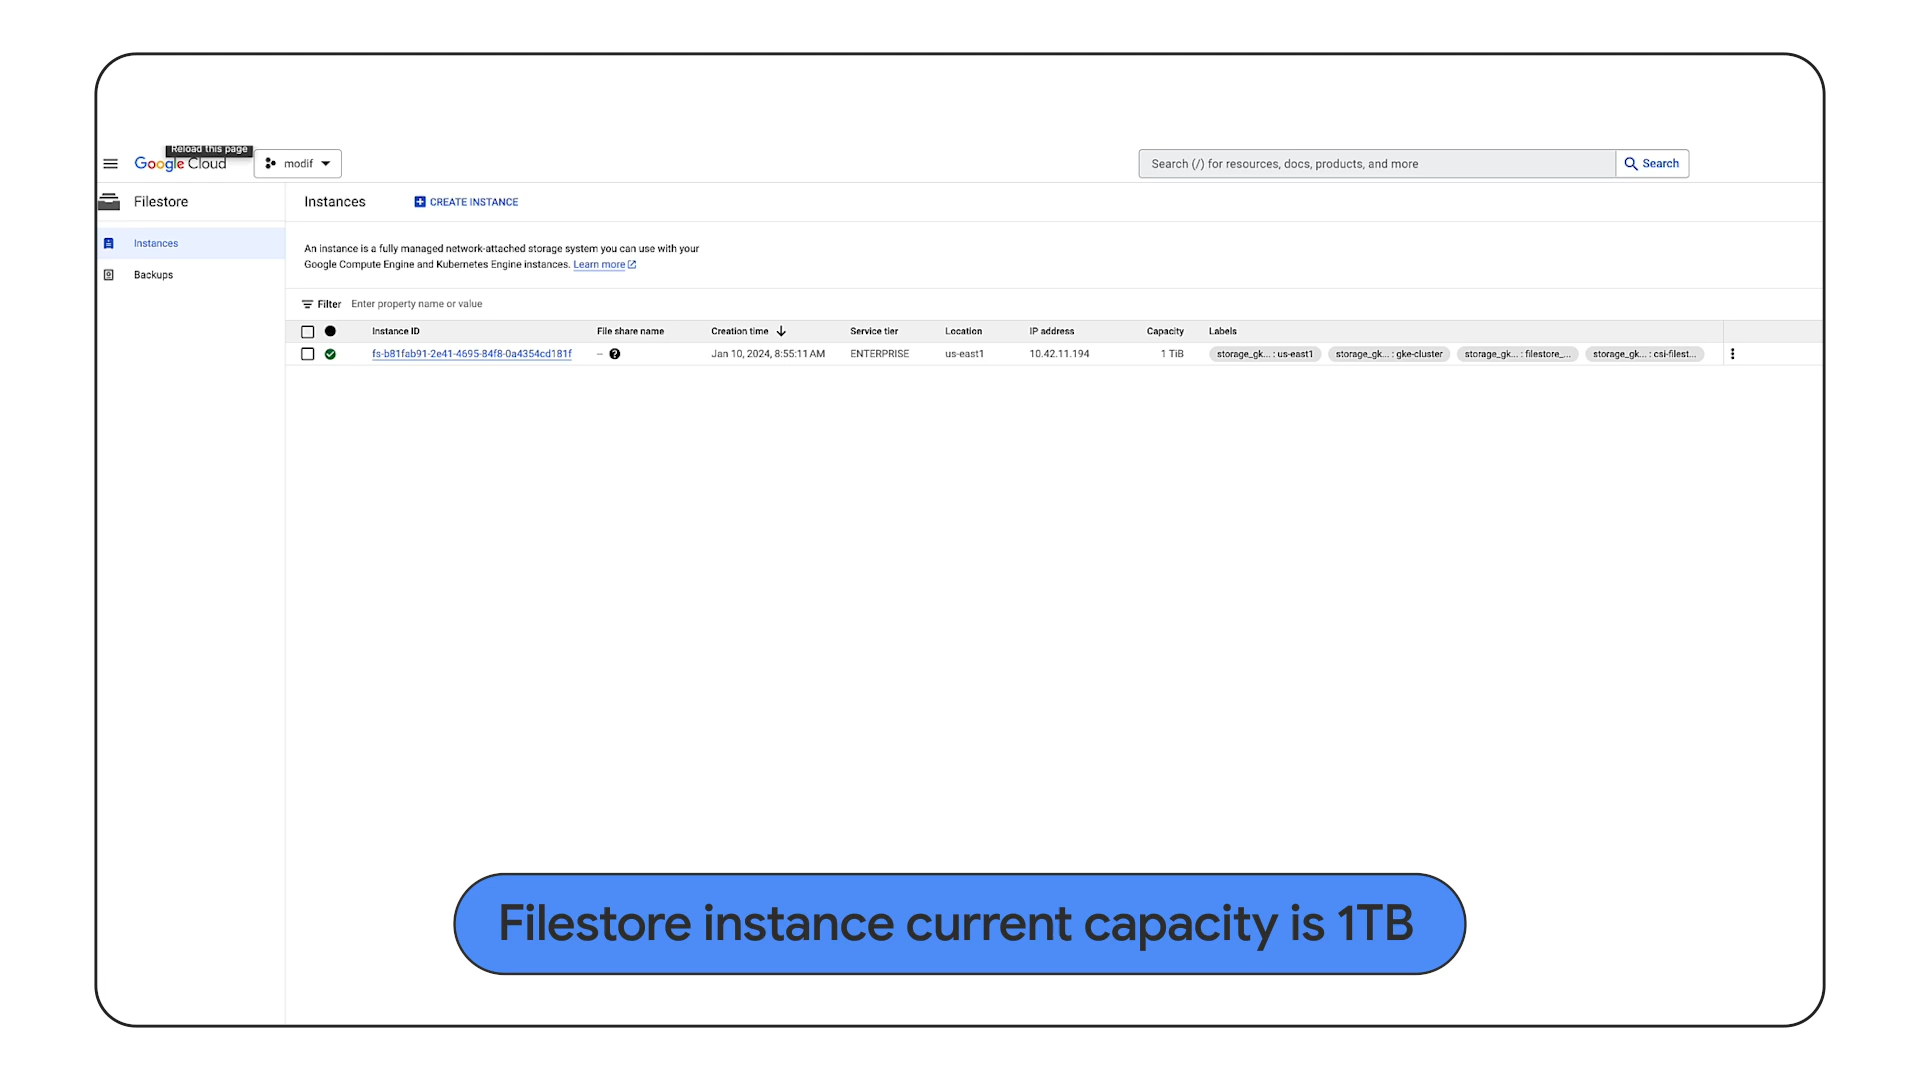 Reload this page
Google Cloud
modif
Search (/) for resources, docs, products, and more
Search
Filestore
Instances
CREATE INSTANCE
Instances
Backups
An instance is a fully managed network-attached storage system you can use with your
Google Compute Engine and Kubernetes Engine instances. Learn more
Filter Enter property name or value
Instance ID File share name Creation time Service tier Location IP address Capacity Labels
fs-b81fab91-2e41-4695-84f8-0a4354cd181f – Jan 10, 2024, 8:55:11 AM ENTERPRISE us-east1 10.42.11.194 1 TiB storage_gk... : us-east1 storage_gk... : gke-cluster storage_gk... : filestore_... storage_gk... : csi-filest...
Filestore instance current capacity is 1TB